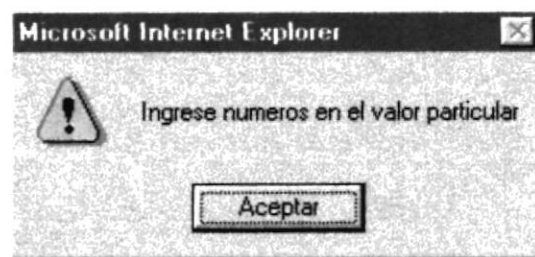 Microsoft Internet Explorer
Ingrese numeros en el valor particular
Aceptar